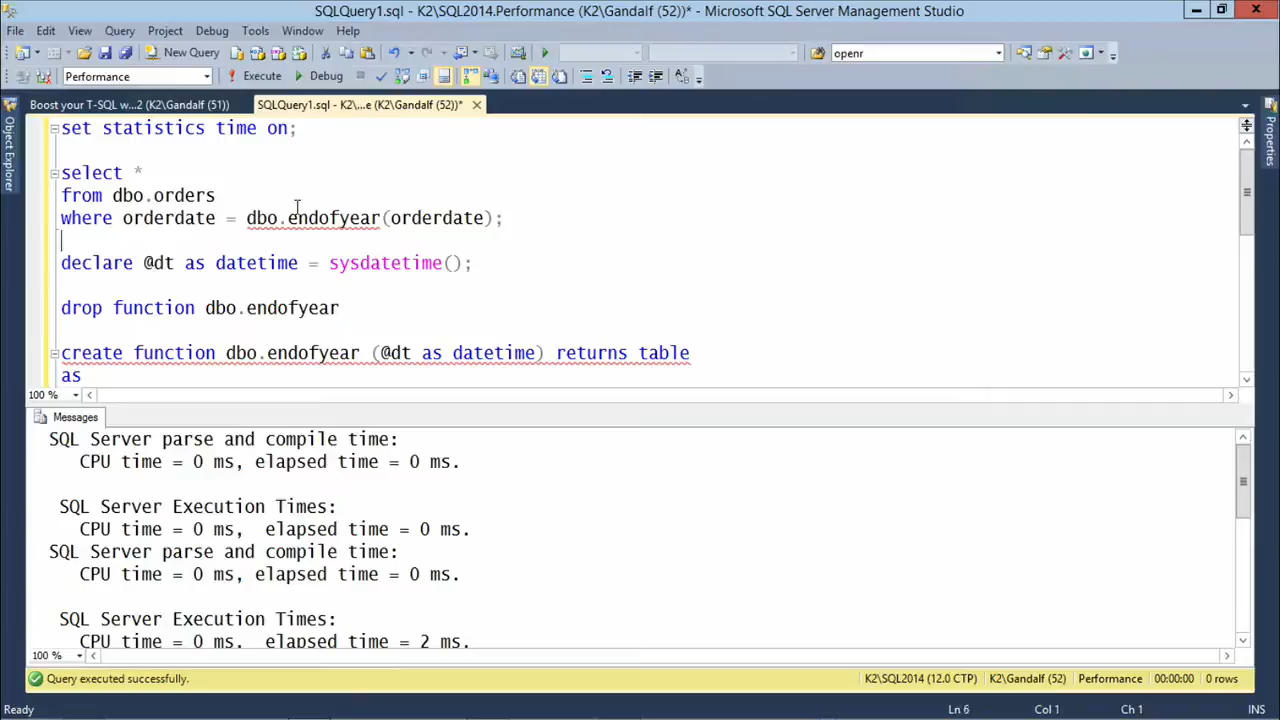 SQLQuery1.sql - K2\SQL2014.Performance (K2\Gandalf (52))* - Microsoft SQL Server Management Studio
File Edit View Query Project Debug Tools Window Help
New Query openr
Performance Execute Debug
Boost your T-SQL w...2 (K2\Gandalf (51)) SQLQuery1.sql - K2\...e (K2\Gandalf (52))*
Object Explorer
Properties
set statistics time on;
select *
from dbo.orders
where orderdate = dbo.endofyear(orderdate);
declare @dt as datetime = sysdatetime();
drop function dbo.endofyear
create function dbo.endofyear (@dt as datetime) returns table
as
100 %
Messages
SQL Server parse and compile time:
CPU time = 0 ms, elapsed time = 0 ms.
SQL Server Execution Times:
CPU time = 0 ms, elapsed time = 0 ms.
SQL Server parse and compile time:
CPU time = 0 ms, elapsed time = 0 ms.
SQL Server Execution Times:
CPU time = 0 ms, elapsed time = 2 ms.
100 %
Query executed successfully. K2\SQL2014 (12.0 CTP) K2\Gandalf (52) Performance 00:00:00 0 rows
Ready Ln 6 Col 1 Ch 1 INS